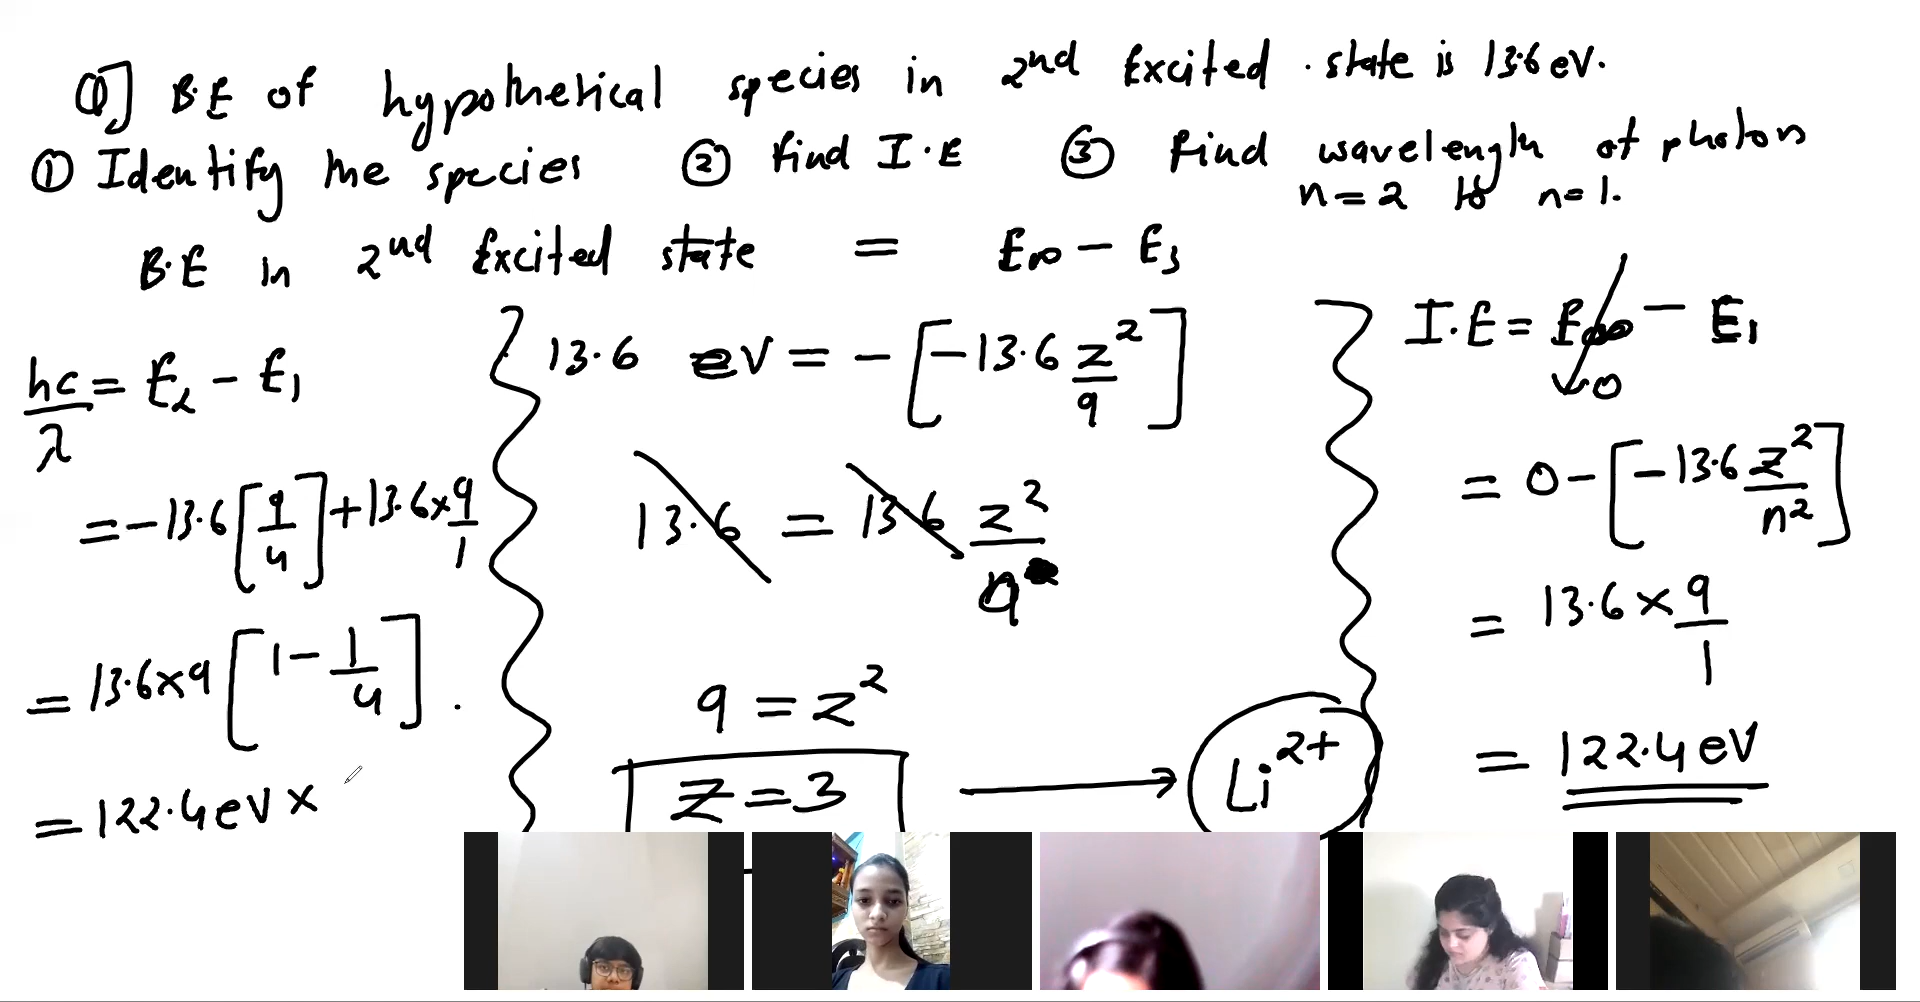 Q] B.E of hypothetical species in 2nd Excited . state is 13.6 eV.
① Identify the species ② find I.E ③ find wavelength of photon
n = 2 to n = 1.
B.E in 2nd Excited state = E∞ - E3
hc/λ = E2 - E1
= -13.6 [9/4] + 13.6 × 9/1
= 13.6×9 [1 - 1/4] .
= 122.4 eV ×
13.6 eV = - [-13.6 z²/9]
13.6 = 13.6 z²/9
9 = z²
Z = 3 → Li2+
I.E = E∞ - E1
0
= 0 - [-13.6 z²/n²]
= 13.6 × 9/1
= 122.4 eV